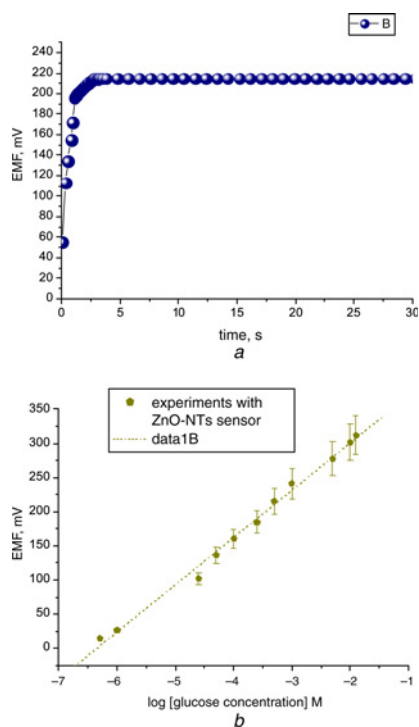 B
240
220
200
180
160
140
120
100
80
60
40
20
0
EMF, mV
0 5 10 15 20 25 30
time, s
a
experiments with
ZnO-NTs sensor
data1B
350
300
250
200
150
100
50
0
EMF, mV
−7 −6 −5 −4 −3 −2 −1
log [glucose concentration] M
b